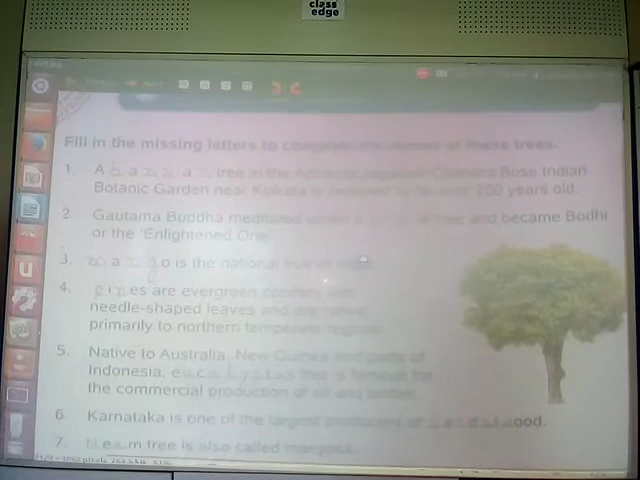 class
edge
Fill in the missing letters to complete the names of these trees.
1. A b a n y a n tree in the Acharya Jagadish Chandra Bose Indian
Botanic Garden near Kolkata is believed to be over 200 years old.
2. Gautama Buddha meditated under a tree and became Bodhi
or the 'Enlightened One
3. m a n g o is the national tree of India
4. p i n es are evergreen conifers with
needle-shaped leaves and are native
primarily to northern temperate regions
5. Native to Australia, New Guinea and parts of
Indonesia, eucalyptus tree is famous for
the commercial production of oil and timber
6. Karnataka is one of the largest producers of sandalwood.
7. Neem tree is also called margosa.